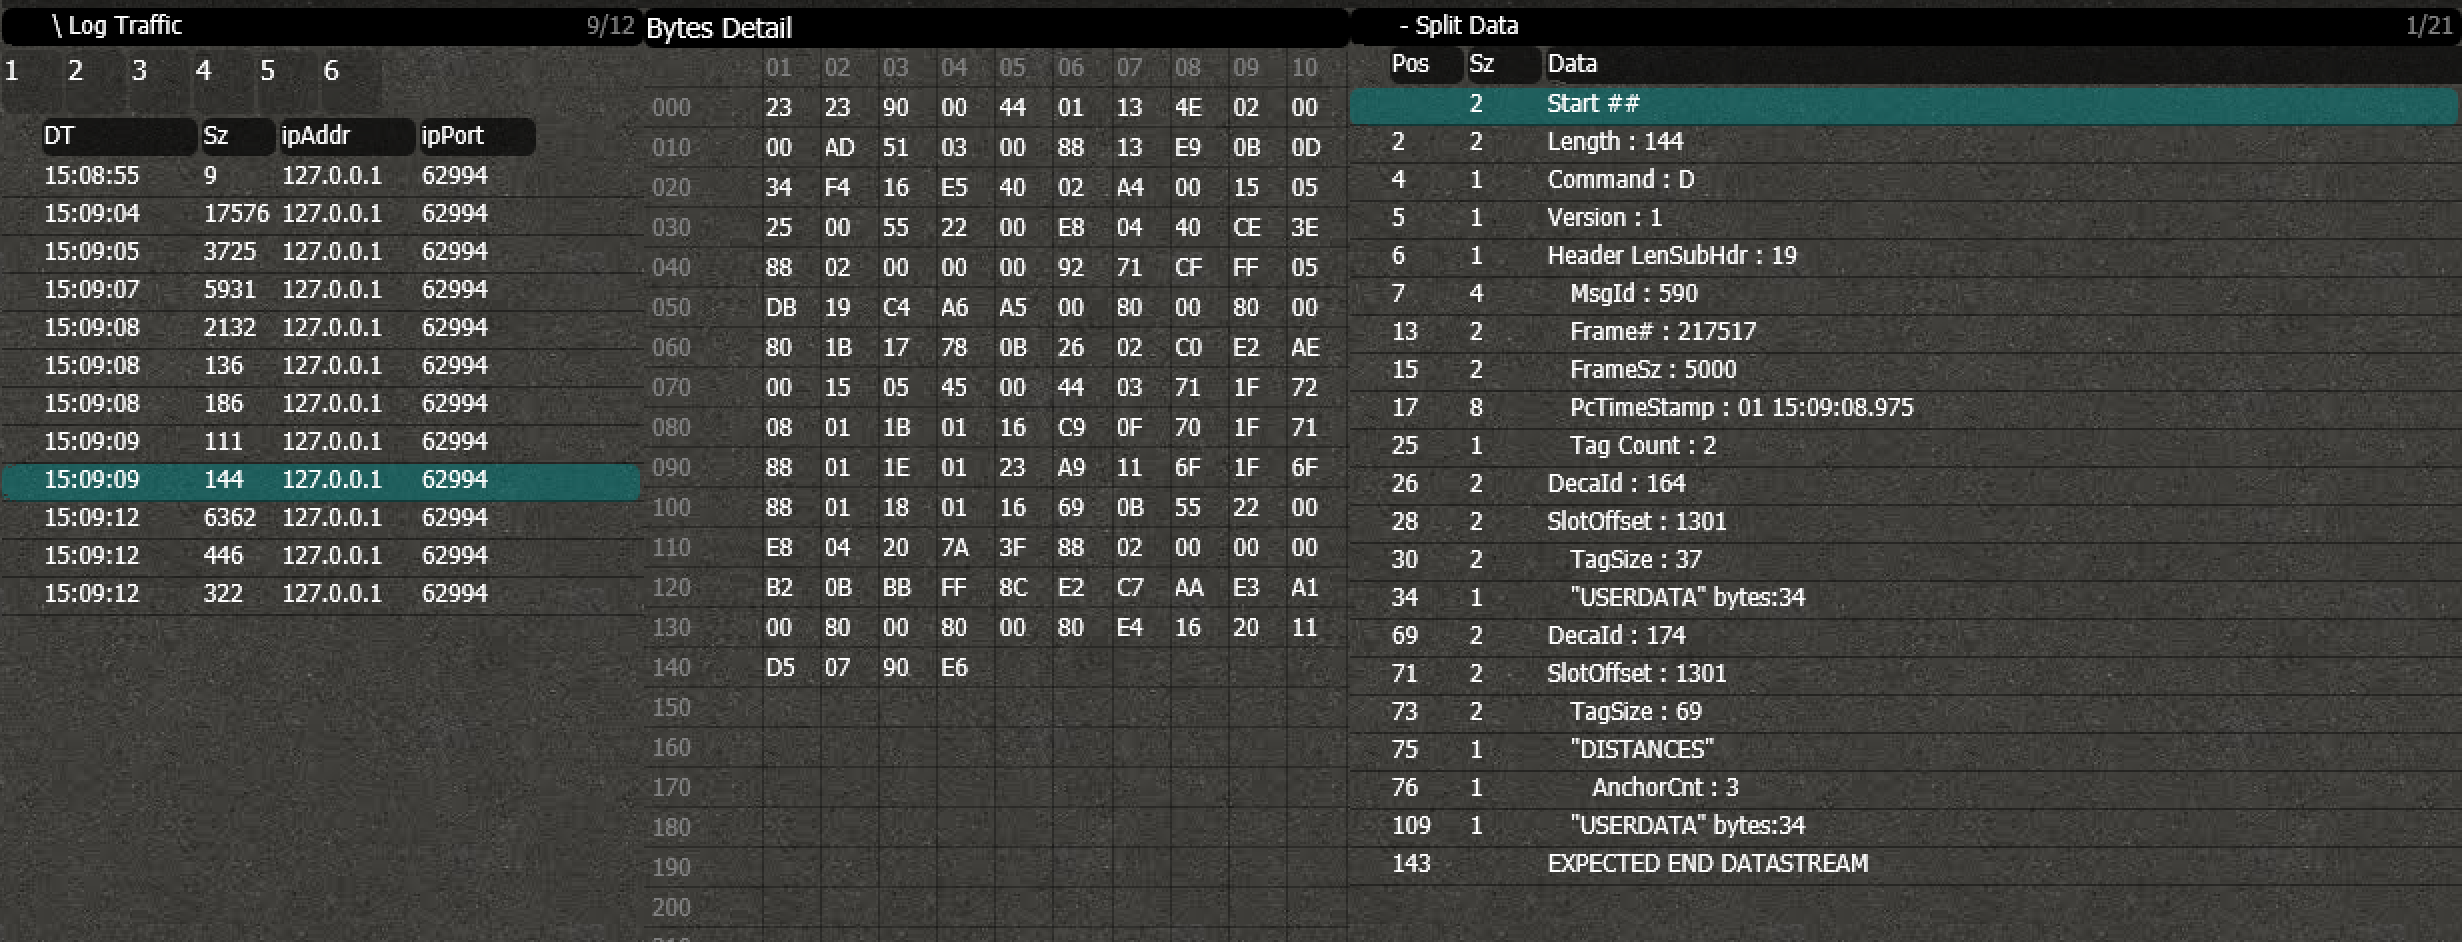 \ Log Traffic 9/12
1 2 3 4 5 6
DT Sz ipAddr ipPort
15:08:55 9 127.0.0.1 62994
15:09:04 17576 127.0.0.1 62994
15:09:05 3725 127.0.0.1 62994
15:09:07 5931 127.0.0.1 62994
15:09:08 2132 127.0.0.1 62994
15:09:08 136 127.0.0.1 62994
15:09:08 186 127.0.0.1 62994
15:09:09 111 127.0.0.1 62994
15:09:09 144 127.0.0.1 62994
15:09:12 6362 127.0.0.1 62994
15:09:12 446 127.0.0.1 62994
15:09:12 322 127.0.0.1 62994
Bytes Detail
01 02 03 04 05 06 07 08 09 10
000 23 23 90 00 44 01 13 4E 02 00
010 00 AD 51 03 00 88 13 E9 0B 0D
020 34 F4 16 E5 40 02 A4 00 15 05
030 25 00 55 22 00 E8 04 40 CE 3E
040 88 02 00 00 00 92 71 CF FF 05
050 DB 19 C4 A6 A5 00 80 00 80 00
060 80 1B 17 78 0B 26 02 C0 E2 AE
070 00 15 05 45 00 44 03 71 1F 72
080 08 01 1B 01 16 C9 0F 70 1F 71
090 88 01 1E 01 23 A9 11 6F 1F 6F
100 88 01 18 01 16 69 0B 55 22 00
110 E8 04 20 7A 3F 88 02 00 00 00
120 B2 0B BB FF 8C E2 C7 AA E3 A1
130 00 80 00 80 00 80 E4 16 20 11
140 D5 07 90 E6
150
160
170
180
190
200
- Split Data 1/21
Pos Sz Data
2 Start ##
2 2 Length : 144
4 1 Command : D
5 1 Version : 1
6 1 Header LenSubHdr : 19
7 4 MsgId : 590
13 2 Frame# : 217517
15 2 FrameSz : 5000
17 8 PcTimeStamp : 01 15:09:08.975
25 1 Tag Count : 2
26 2 DecaId : 164
28 2 SlotOffset : 1301
30 2 TagSize : 37
34 1 "USERDATA" bytes:34
69 2 DecaId : 174
71 2 SlotOffset : 1301
73 2 TagSize : 69
75 1 "DISTANCES"
76 1 AnchorCnt : 3
109 1 "USERDATA" bytes:34
143 EXPECTED END DATASTREAM